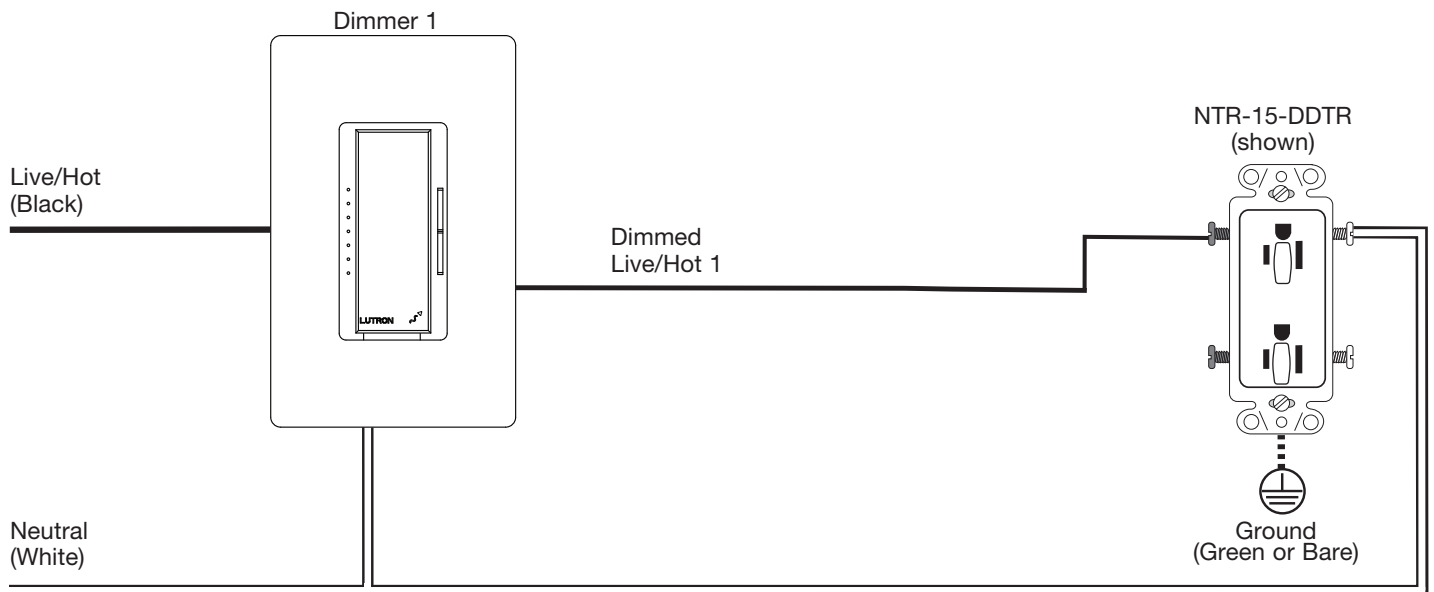 Dimmer 1
NTR-15-DDTR
(shown)
Live/Hot
(Black)
Dimmed
Live/Hot 1
LUTRON
Neutral
(White)
Ground
(Green or Bare)